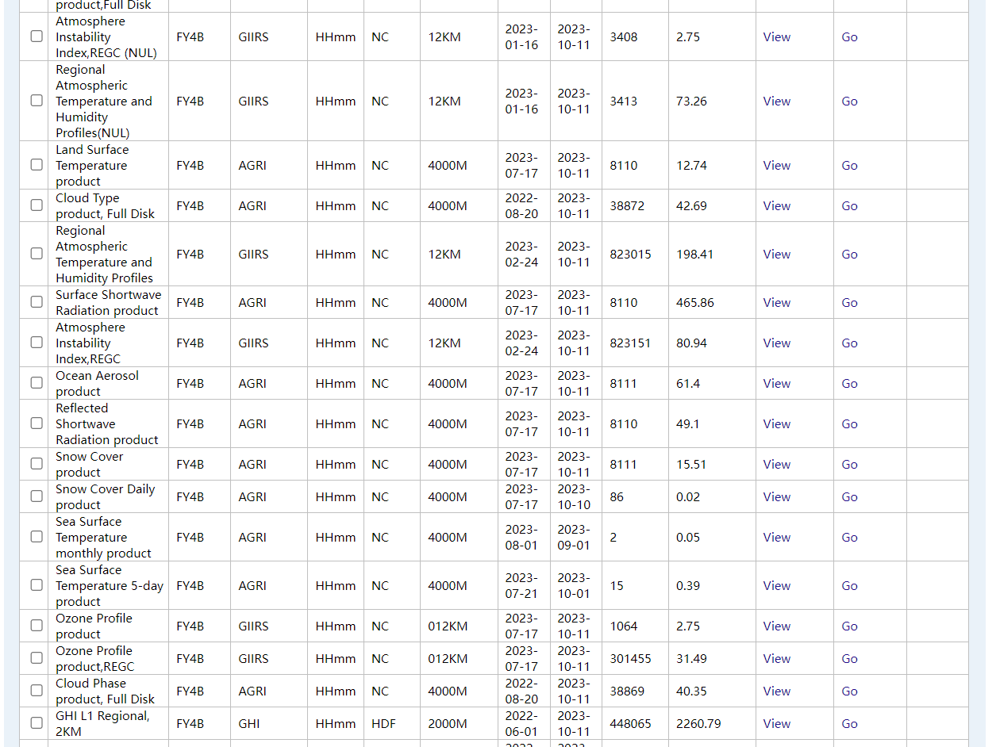 product,Full Disk
Atmosphere
Instability
Index,REGC (NUL)
FY4B
GIIRS
HHmm
NC
12KM
2023-
01-16
2023-
10-11
3408
2.75
View
Go
Regional
Atmospheric
Temperature and
Humidity
Profiles(NUL)
FY4B
GIIRS
HHmm
NC
12KM
2023-
01-16
2023-
10-11
3413
73.26
View
Go
Land Surface
Temperature
product
FY4B
AGRI
HHmm
NC
4000M
2023-
07-17
2023-
10-11
8110
12.74
View
Go
Cloud Type
product, Full Disk
FY4B
AGRI
HHmm
NC
4000M
2022-
08-20
2023-
10-11
38872
42.69
View
Go
Regional
Atmospheric
Temperature and
Humidity Profiles
FY4B
GIIRS
HHmm
NC
12KM
2023-
02-24
2023-
10-11
823015
198.41
View
Go
Surface Shortwave
Radiation product
FY4B
AGRI
HHmm
NC
4000M
2023-
07-17
2023-
10-11
8110
465.86
View
Go
Atmosphere
Instability
Index,REGC
FY4B
GIIRS
HHmm
NC
12KM
2023-
02-24
2023-
10-11
823151
80.94
View
Go
Ocean Aerosol
product
FY4B
AGRI
HHmm
NC
4000M
2023-
07-17
2023-
10-11
8111
61.4
View
Go
Reflected
Shortwave
Radiation product
FY4B
AGRI
HHmm
NC
4000M
2023-
07-17
2023-
10-11
8110
49.1
View
Go
Snow Cover
product
FY4B
AGRI
HHmm
NC
4000M
2023-
07-17
2023-
10-11
8111
15.51
View
Go
Snow Cover Daily
product
FY4B
AGRI
HHmm
NC
4000M
2023-
07-17
2023-
10-10
86
0.02
View
Go
Sea Surface
Temperature
monthly product
FY4B
AGRI
HHmm
NC
4000M
2023-
08-01
2023-
09-01
2
0.05
View
Go
Sea Surface
Temperature 5-day
product
FY4B
AGRI
HHmm
NC
4000M
2023-
07-21
2023-
10-01
15
0.39
View
Go
Ozone Profile
product
FY4B
GIIRS
HHmm
NC
012KM
2023-
07-17
2023-
10-11
1064
2.75
View
Go
Ozone Profile
product,REGC
FY4B
GIIRS
HHmm
NC
012KM
2023-
07-17
2023-
10-11
301455
31.49
View
Go
Cloud Phase
product, Full Disk
FY4B
AGRI
HHmm
NC
4000M
2022-
08-20
2023-
10-11
38869
40.35
View
Go
GHI L1 Regional,
2KM
FY4B
GHI
HHmm
HDF
2000M
2022-
06-01
2023-
10-11
448065
2260.79
View
Go